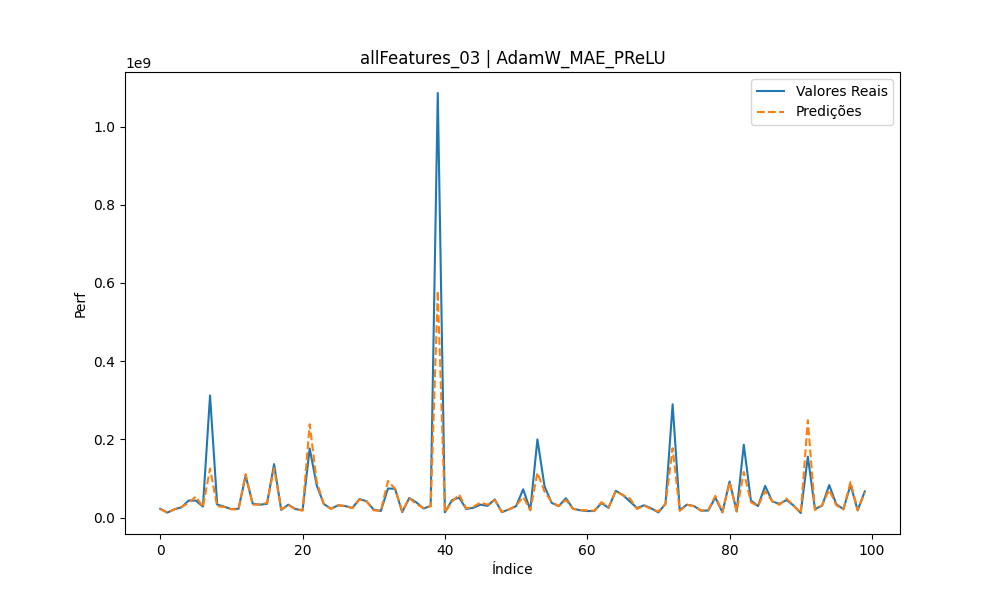 allFeatures_03 | AdamW_MAE_PReLU
1e9
Valores Reais
Predições
1.0
0.8
0.6
0.4
0.2
0.0
Perf
0 20 40 60 80 100
Índice